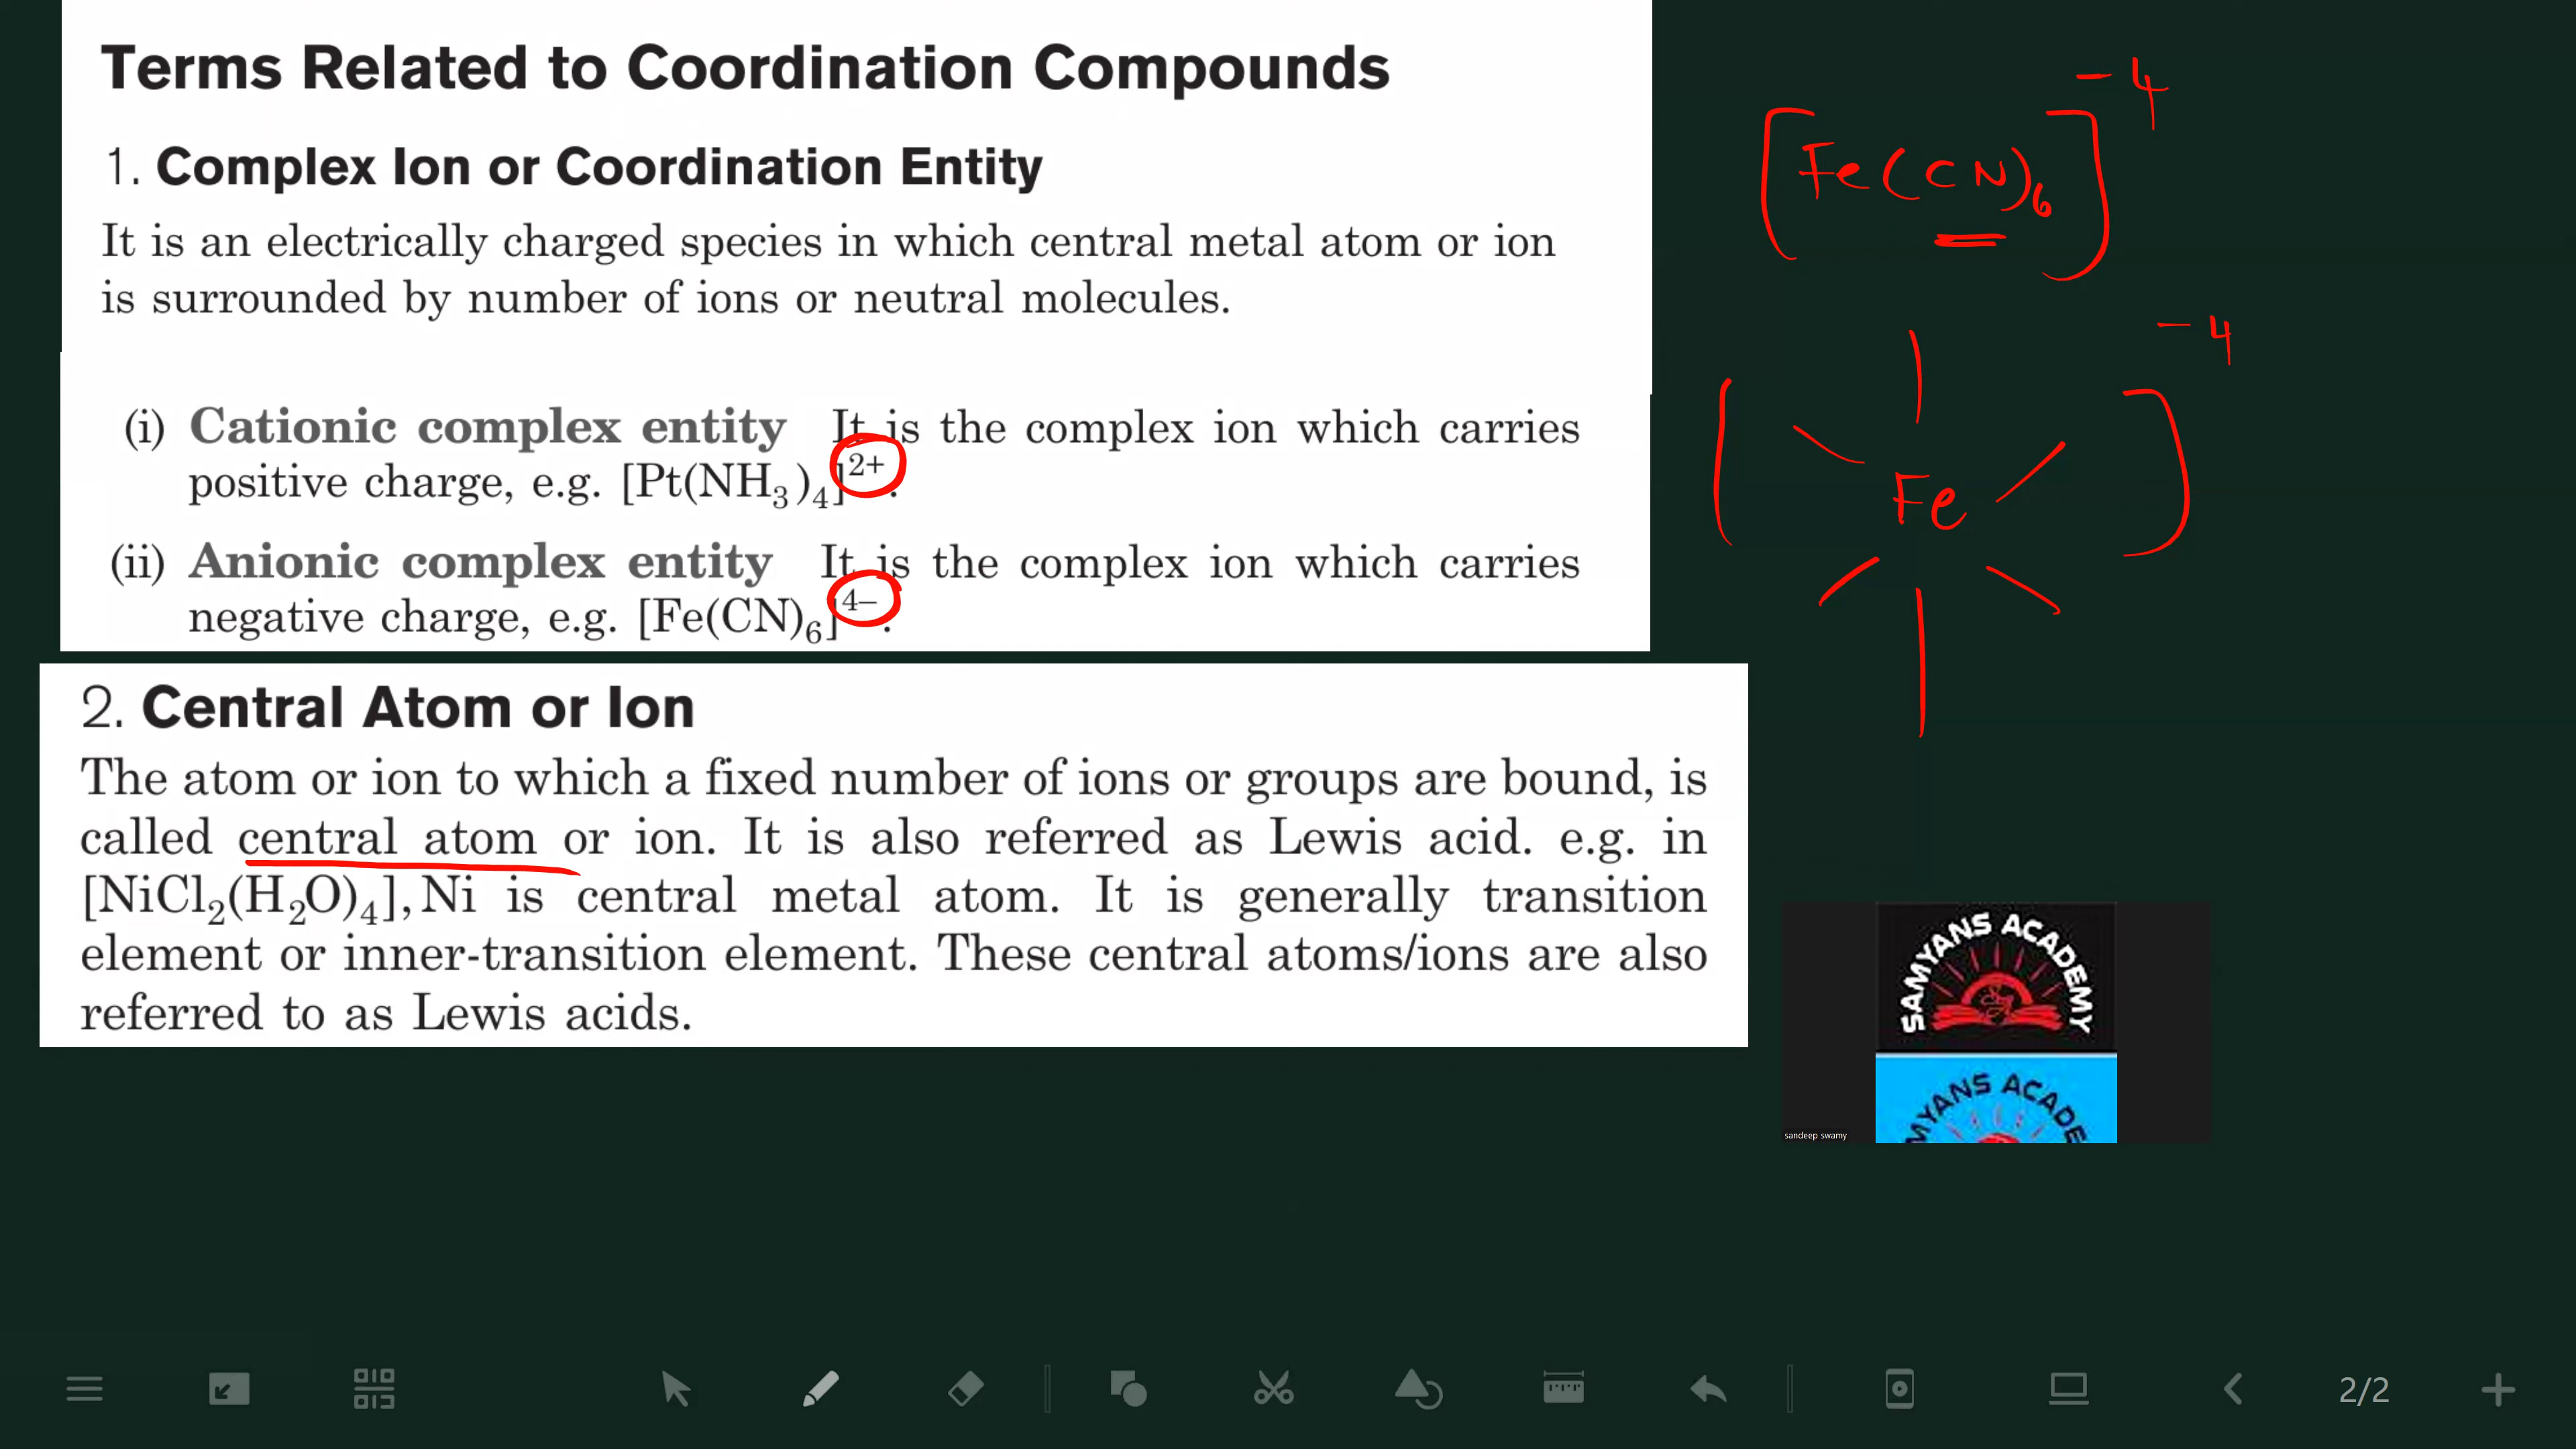 Terms Related to Coordination Compounds
1. Complex Ion or Coordination Entity
It is an electrically charged species in which central metal atom or ion
is surrounded by number of ions or neutral molecules.
(i) Cationic complex entity It is the complex ion which carries
positive charge, e.g. [Pt(NH₃)₄]²⁺.
(ii) Anionic complex entity It is the complex ion which carries
negative charge, e.g. [Fe(CN)₆]⁴⁻.
2. Central Atom or Ion
The atom or ion to which a fixed number of ions or groups are bound, is
called central atom or ion. It is also referred as Lewis acid. e.g. in
[NiCl₂(H₂O)₄], Ni is central metal atom. It is generally transition
element or inner-transition element. These central atoms/ions are also
referred to as Lewis acids.
[Fe(CN)₆]⁻⁴
[Fe]⁻⁴
SAMYANS ACADEMY
MYANS ACADE
sandeep swamy
2/2